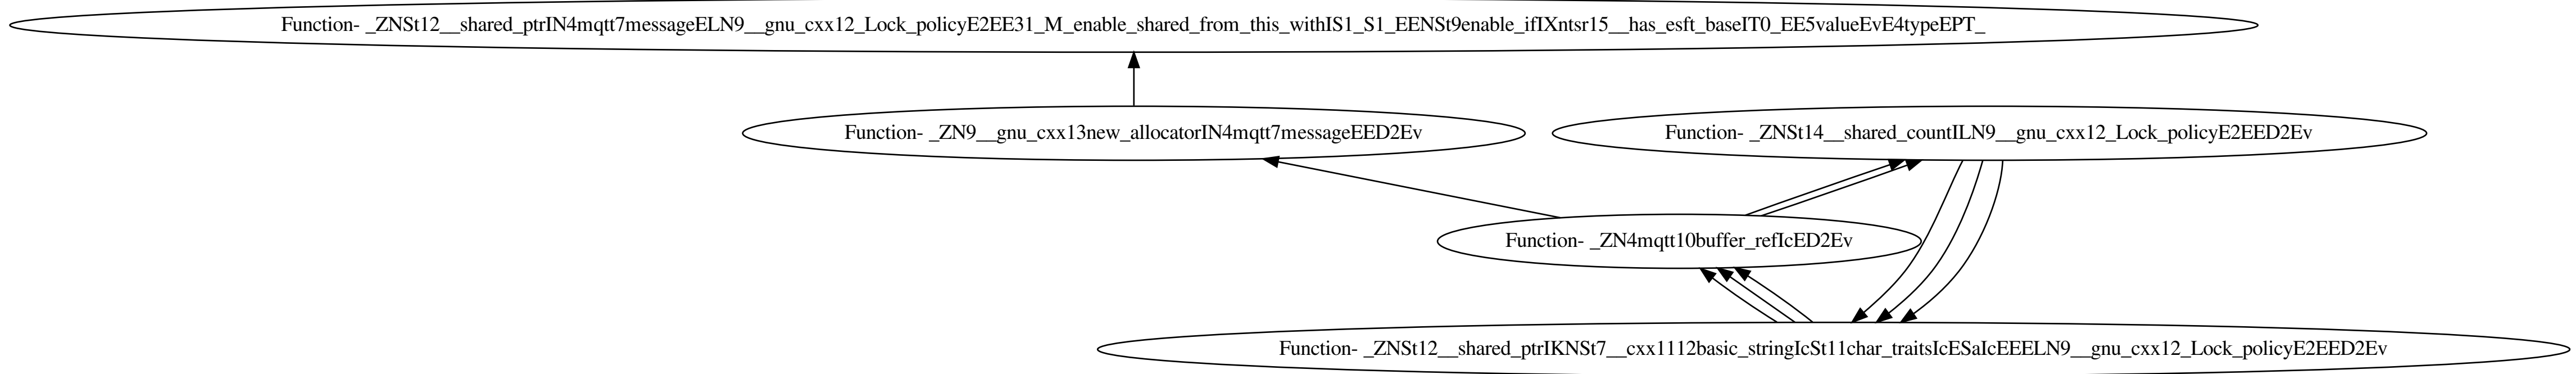 Function- _ZNSt12__shared_ptrIN4mqtt7messageELN9__gnu_cxx12_Lock_policyE2EE31_M_enable_shared_from_this_withIS1_S1_EENSt9enable_ifIXntsr15__has_esft_baseIT0_EE5valueEvE4typeEPT_
Function- _ZN9__gnu_cxx13new_allocatorIN4mqtt7messageEED2Ev
Function- _ZNSt14__shared_countILN9__gnu_cxx12_Lock_policyE2EED2Ev
Function- _ZN4mqtt10buffer_refIcED2Ev
Function- _ZNSt12__shared_ptrIKNSt7__cxx1112basic_stringIcSt11char_traitsIcESaIcEEELN9__gnu_cxx12_Lock_policyE2EED2Ev